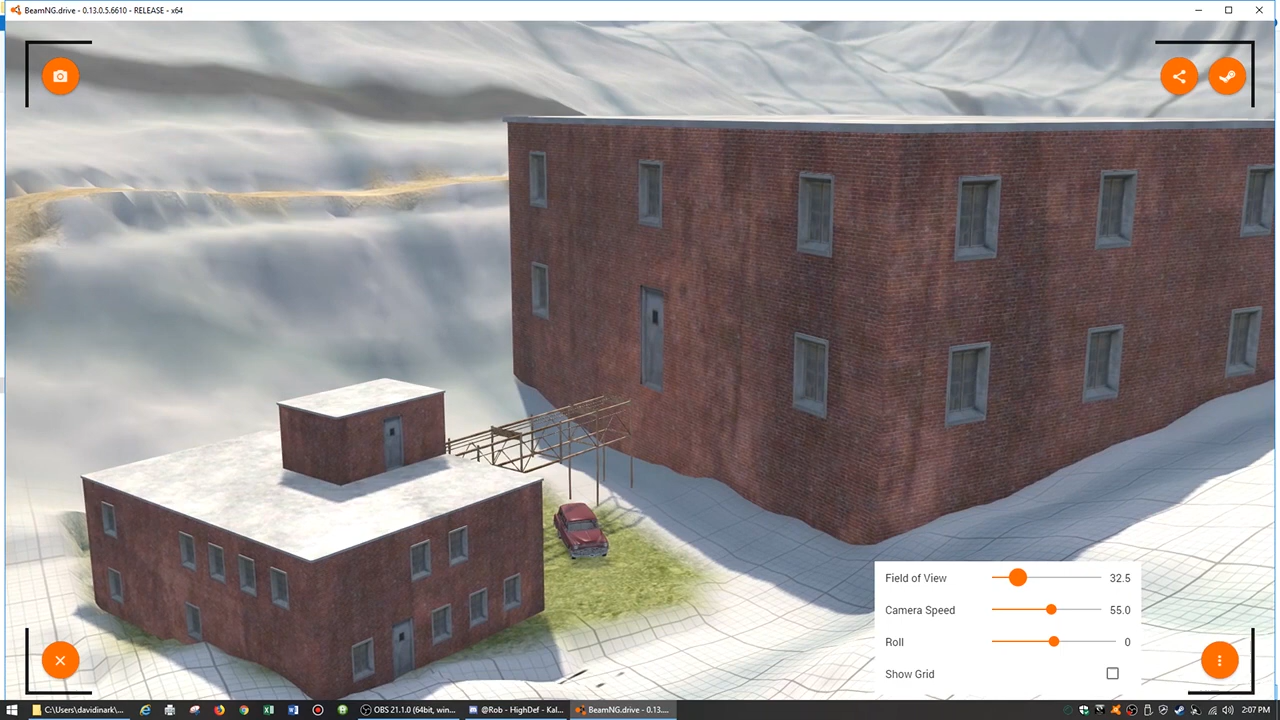 BeamNG.drive - 0.13.0.5.6610 - RELEASE - x64
Field of View 32.5
Camera Speed 55.0
Roll 0
Show Grid
C:\Users\davidinark\... OBS 21.1.0 (64bit, win... @Rob - HighDef - Kal... BeamNG.drive - 0.13.... 2:07 PM